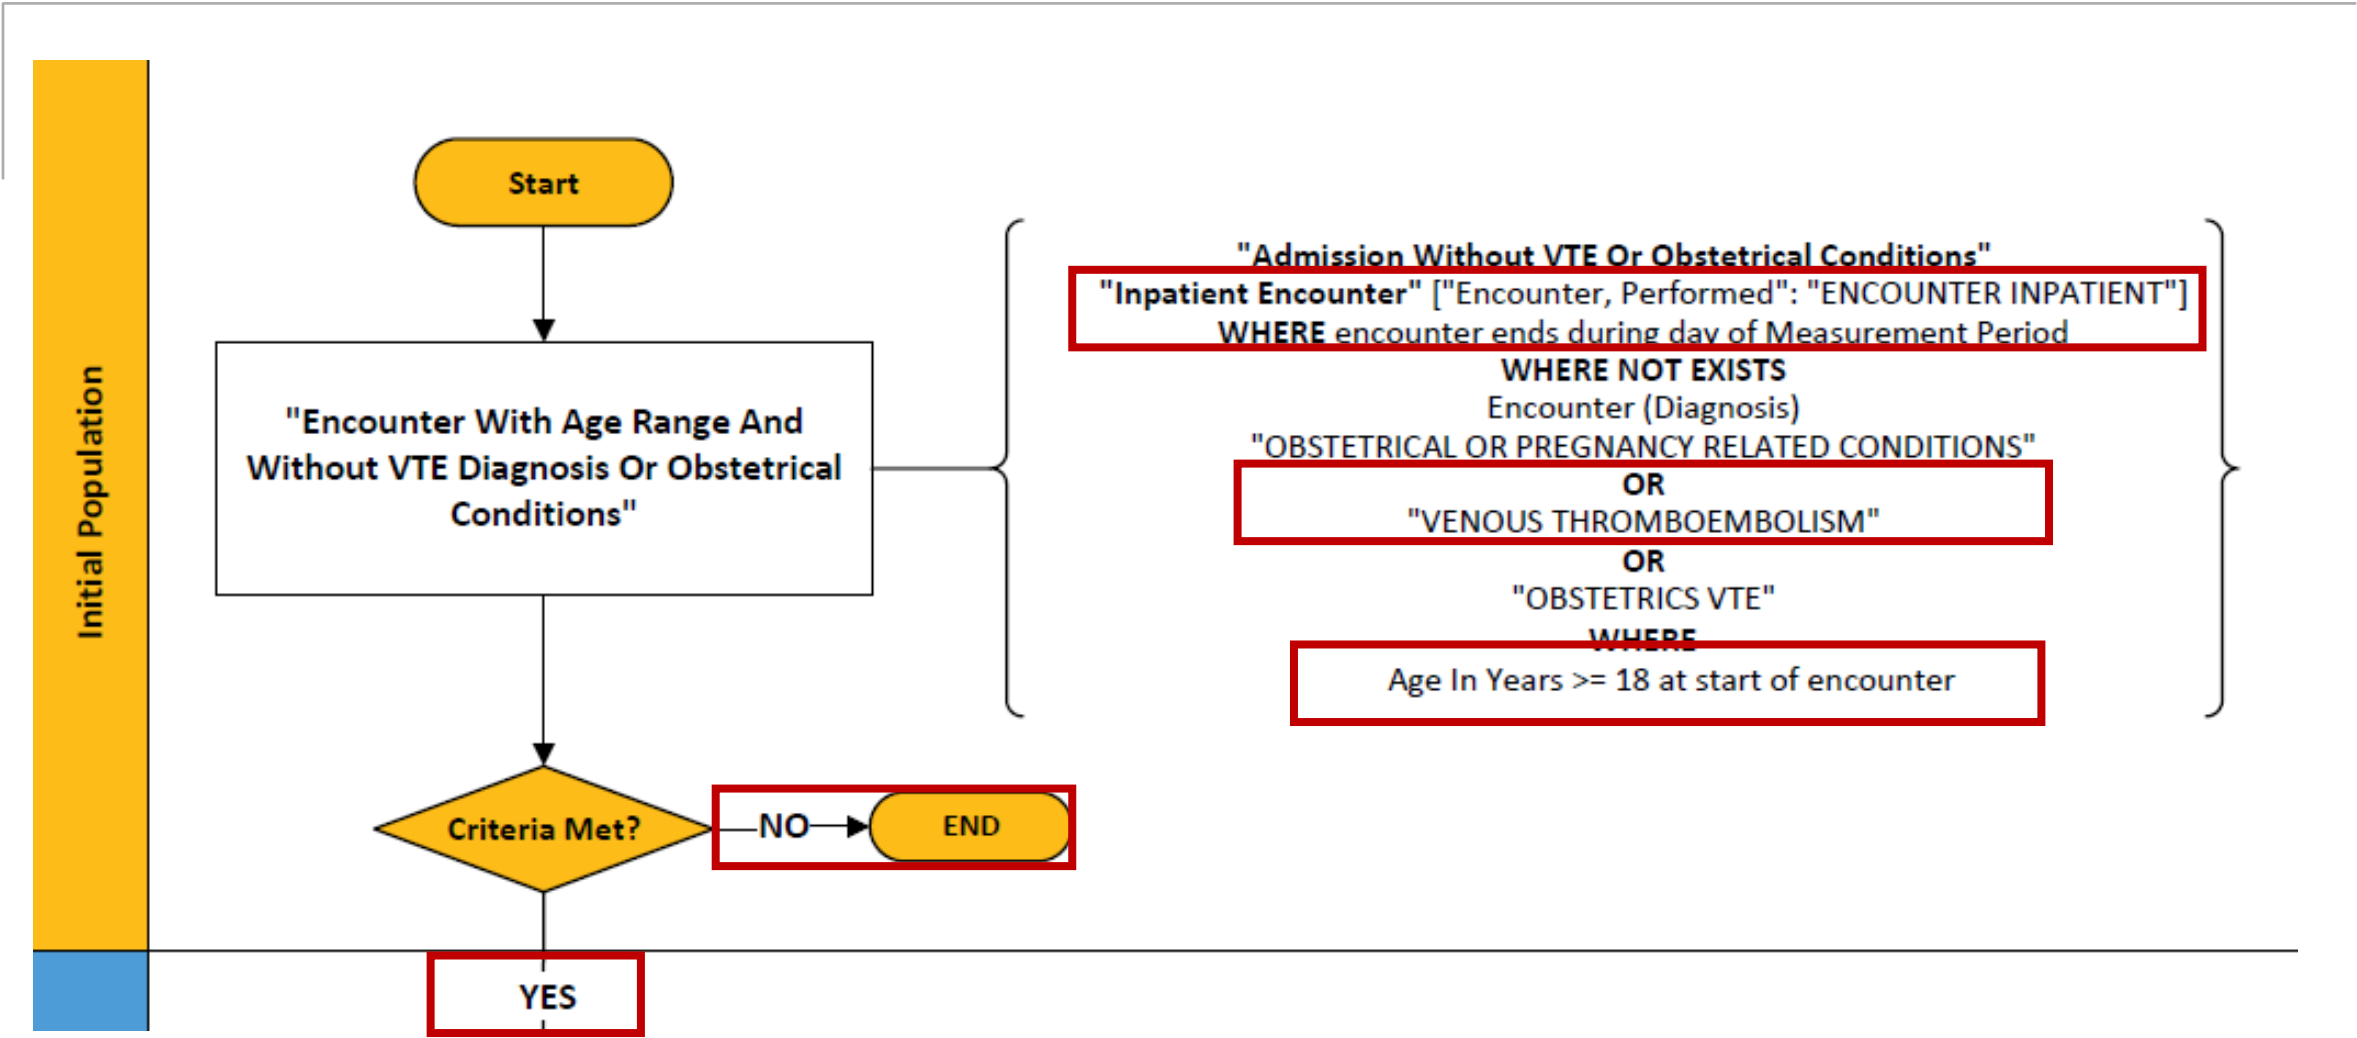 Initial Population
Start
"Encounter With Age Range And
Without VTE Diagnosis Or Obstetrical
Conditions"
"Admission Without VTE Or Obstetrical Conditions"
"Inpatient Encounter" ["Encounter, Performed": "ENCOUNTER INPATIENT"]
WHERE encounter ends during day of Measurement Period
WHERE NOT EXISTS
Encounter (Diagnosis)
"OBSTETRICAL OR PREGNANCY RELATED CONDITIONS"
OR
"VENOUS THROMBOEMBOLISM"
OR
"OBSTETRICS VTE"
WHERE
Age In Years >= 18 at start of encounter
Criteria Met?
NO
END
YES